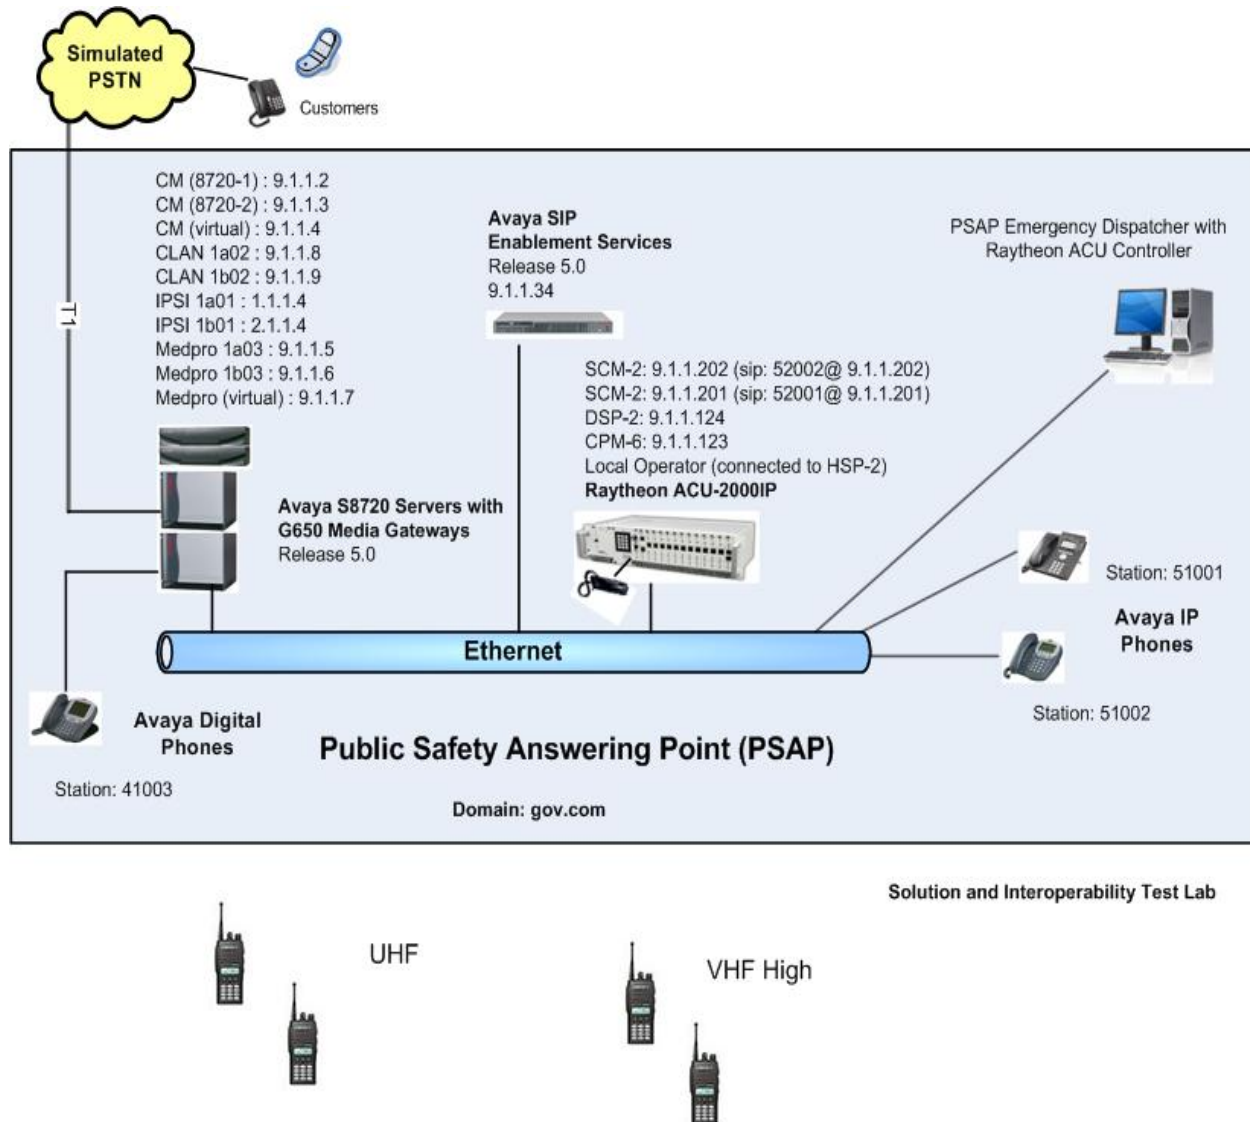 Simulated
PSTN
Customers
T1
CM (8720-1) : 9.1.1.2
CM (8720-2) : 9.1.1.3
CM (virtual) : 9.1.1.4
CLAN 1a02 : 9.1.1.8
CLAN 1b02 : 9.1.1.9
IPSI 1a01 : 1.1.1.4
IPSI 1b01 : 2.1.1.4
Medpro 1a03 : 9.1.1.5
Medpro 1b03 : 9.1.1.6
Medpro (virtual) : 9.1.1.7
Avaya SIP
Enablement Services
Release 5.0
9.1.1.34
PSAP Emergency Dispatcher with
Raytheon ACU Controller
SCM-2: 9.1.1.202 (sip: 52002@ 9.1.1.202)
SCM-2: 9.1.1.201 (sip: 52001@ 9.1.1.201)
DSP-2: 9.1.1.124
CPM-6: 9.1.1.123
Local Operator (connected to HSP-2)
Raytheon ACU-2000IP
Avaya S8720 Servers with
G650 Media Gateways
Release 5.0
Station: 51001
Avaya IP
Phones
Ethernet
Station: 51002
Avaya Digital
Phones
Station: 41003
Public Safety Answering Point (PSAP)
Domain: gov.com
Solution and Interoperability Test Lab
UHF
VHF High